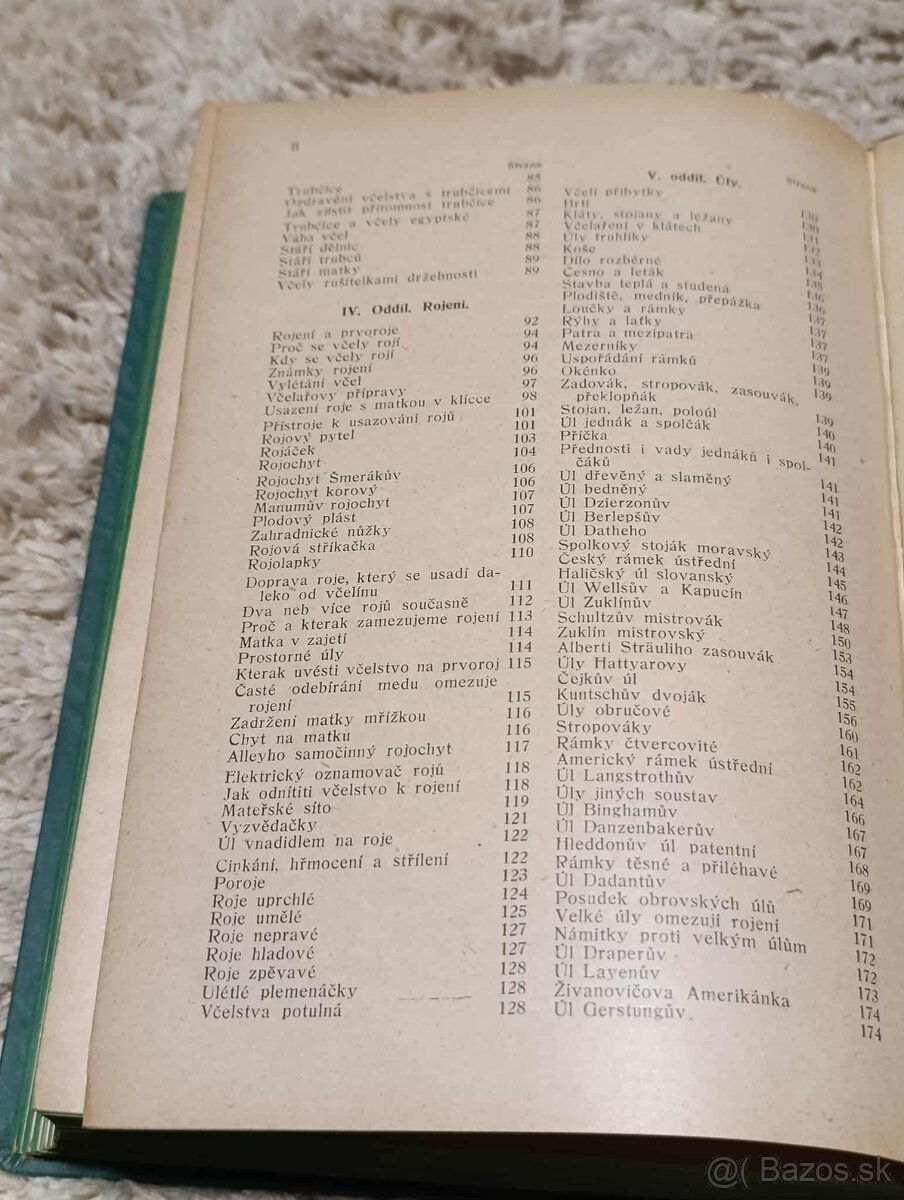 II
Strana
Trubčice 85
Ozdravění včelstva s trubčicemi 86
Jak zjistit přítomnost trubčice 86
Trubčice a včely egyptské 87
Váha včel 87
Stáří dělnic 88
Stáří trubců 88
Stáří matky 89
Včely rušitelkami držebnosti 89
IV. Oddíl. Rojení.
Rojení a prvoroje 92
Proč se včely rojí 94
Kdy se včely rojí 94
Známky rojení 96
Vylétání včel 96
Včelařovy přípravy 97
Usazení roje s matkou v klícce 98
Přístroje k usazování rojů 101
Rojový pytel 101
Rojáček 103
Rojochyt 104
Rojochyt Šmerákův 106
Rojochyt korový 106
Manumův rojochyt 107
Plodový plást 107
Zahradnické nůžky 108
Rojová stříkačka 108
Rojolapky 110
Doprava roje, který se usadí da-
leko od včelínu 111
Dva neb více rojů současně 112
Proč a kterak zamezujeme rojení 113
Matka v zajetí 114
Prostorné úly 114
Kterak uvésti včelstvo na prvoroj 115
Časté odebírání medu omezuje
rojení 115
Zadržení matky mřížkou 116
Chyt na matku 116
Alleyho samočinný rojochyt 117
Elektrický oznamovač rojů 118
Jak odnítiti včelstvo k rojení 118
Mateřské síto 119
Vyzvědačky 121
Úl vnadidlem na roje 122
Cinkání, hřmocení a střílení 122
Poroje 123
Roje uprchlé 124
Roje umělé 125
Roje nepravé 127
Roje hladové 127
Roje zpěvavé 128
Ulétlé plemenáčky 128
Včelstva potulná 128
V. oddíl. Úly.
Strana
Včelí příbytky
Brtí 130
Kláty, stojany a ležany 130
Včelaření v klátech 131
Úly truhlíky 132
Koše 133
Dílo rozběrné 134
Česno a leták 135
Stavba teplá a studená 136
Plodiště, medník, přepážka 136
Loučky a rámky 137
Rýhy a laťky 137
Patra a mezipatra 137
Mezerníky 139
Uspořádání rámků 139
Okénko 139
Zadovák, stropovák, zasouvák,
překlopňák 139
Stojan, ležan, poloúl 140
Úl jednák a spolčák 140
Příčka 141
Přednosti i vady jednáků i spol-
čáků 141
Úl dřevěný a slaměný 141
Úl bedněný 141
Úl Dzierzonův 142
Úl Berlepšův 142
Úl Datheho 143
Spolkový stoják moravský 144
Český rámek ústřední 145
Haličský úl slovanský 146
Úl Wellsův a Kapucín 147
Úl Zuklínův 148
Schultzův mistrovák 150
Zuklín mistrovský 153
Alberti Sträuliho zasouvák 154
Úly Hattyarovy 154
Čejkův úl 155
Kuntschův dvoják 156
Úly obručové 160
Stropováky 161
Rámky čtvercovité 162
Americký rámek ústřední 162
Úl Langstrothův 164
Úly jiných soustav 166
Úl Binghamův 167
Úl Danzenbakerův 167
Hleddonův úl patentní 168
Rámky těsné a přiléhavé 169
Úl Dadantův 169
Posudek obrovských úlů 171
Velké úly omezují rojení 171
Námitky proti velkým úlům 172
Úl Draperův 172
Úl Layenův 173
Živanovičova Amerikánka 174
Úl Gerstungův 174
@( Bazos.sk